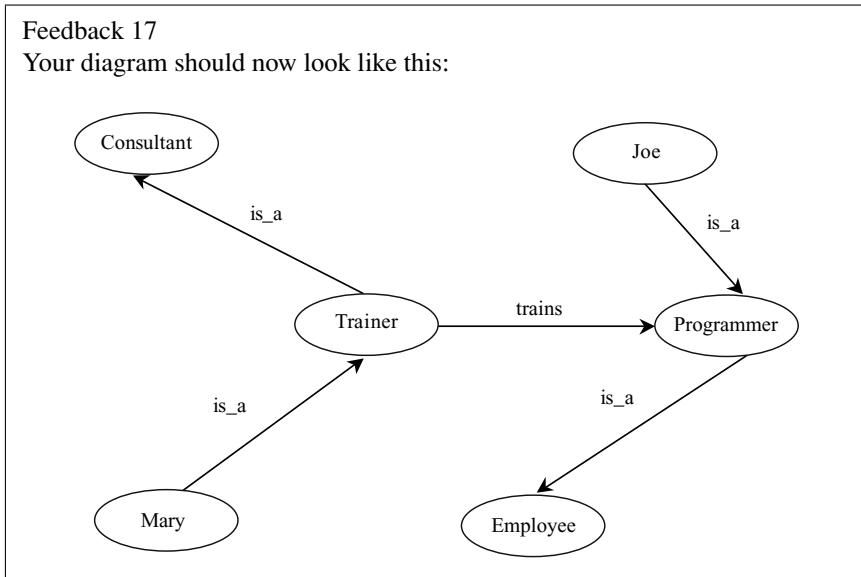 Feedback 17
Your diagram should now look like this:
Consultant
Joe
is_a
is_a
Trainer
trains
Programmer
is_a
is_a
Mary
Employee